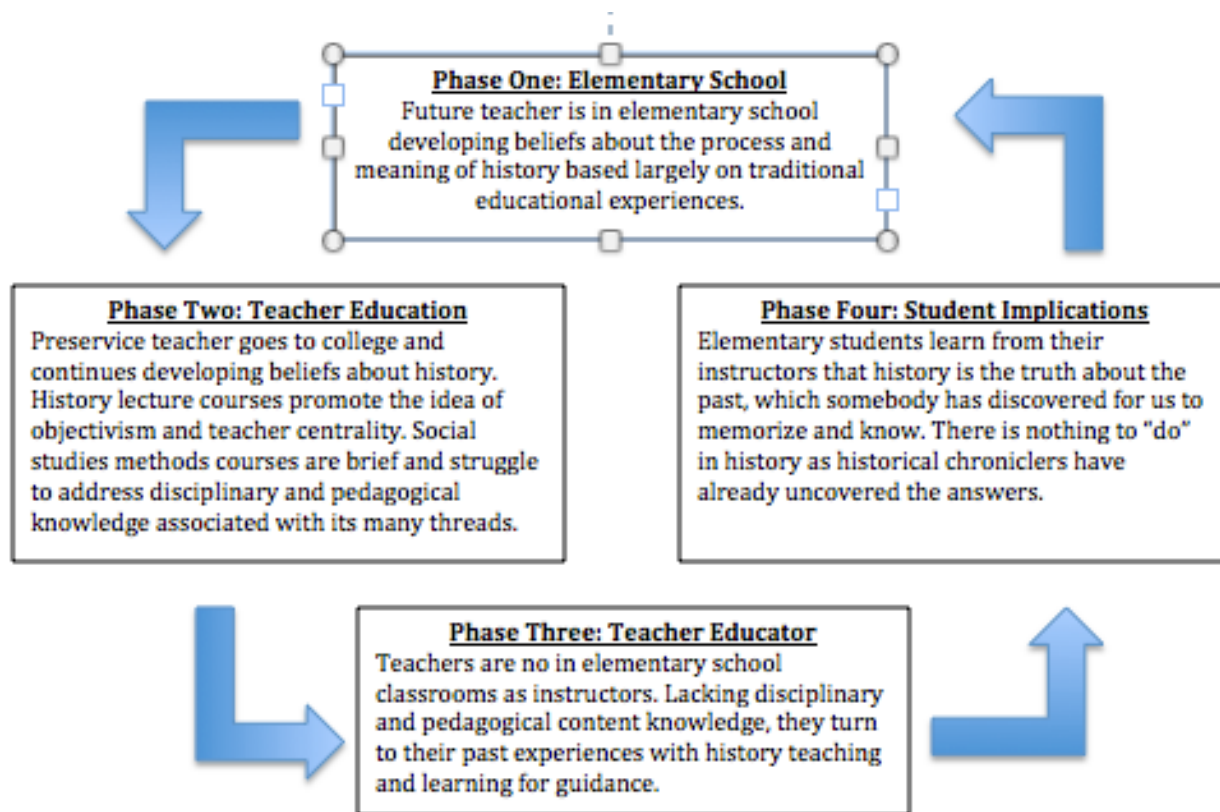 Phase One: Elementary School
Future teacher is in elementary school
developing beliefs about the process and
meaning of history based largely on traditional
educational experiences.
Phase Two: Teacher Education
Preservice teacher goes to college and
continues developing beliefs about history.
History lecture courses promote the idea of
objectivism and teacher centrality. Social
studies methods courses are brief and struggle
to address disciplinary and pedagogical
knowledge associated with its many threads.
Phase Three: Teacher Educator
Teachers are no in elementary school
classrooms as instructors. Lacking disciplinary
and pedagogical content knowledge, they turn
to their past experiences with history teaching
and learning for guidance.
Phase Four: Student Implications
Elementary students learn from their
instructors that history is the truth about the
past, which somebody has discovered for us to
memorize and know. There is nothing to “do”
in history as historical chroniclers have
already uncovered the answers.